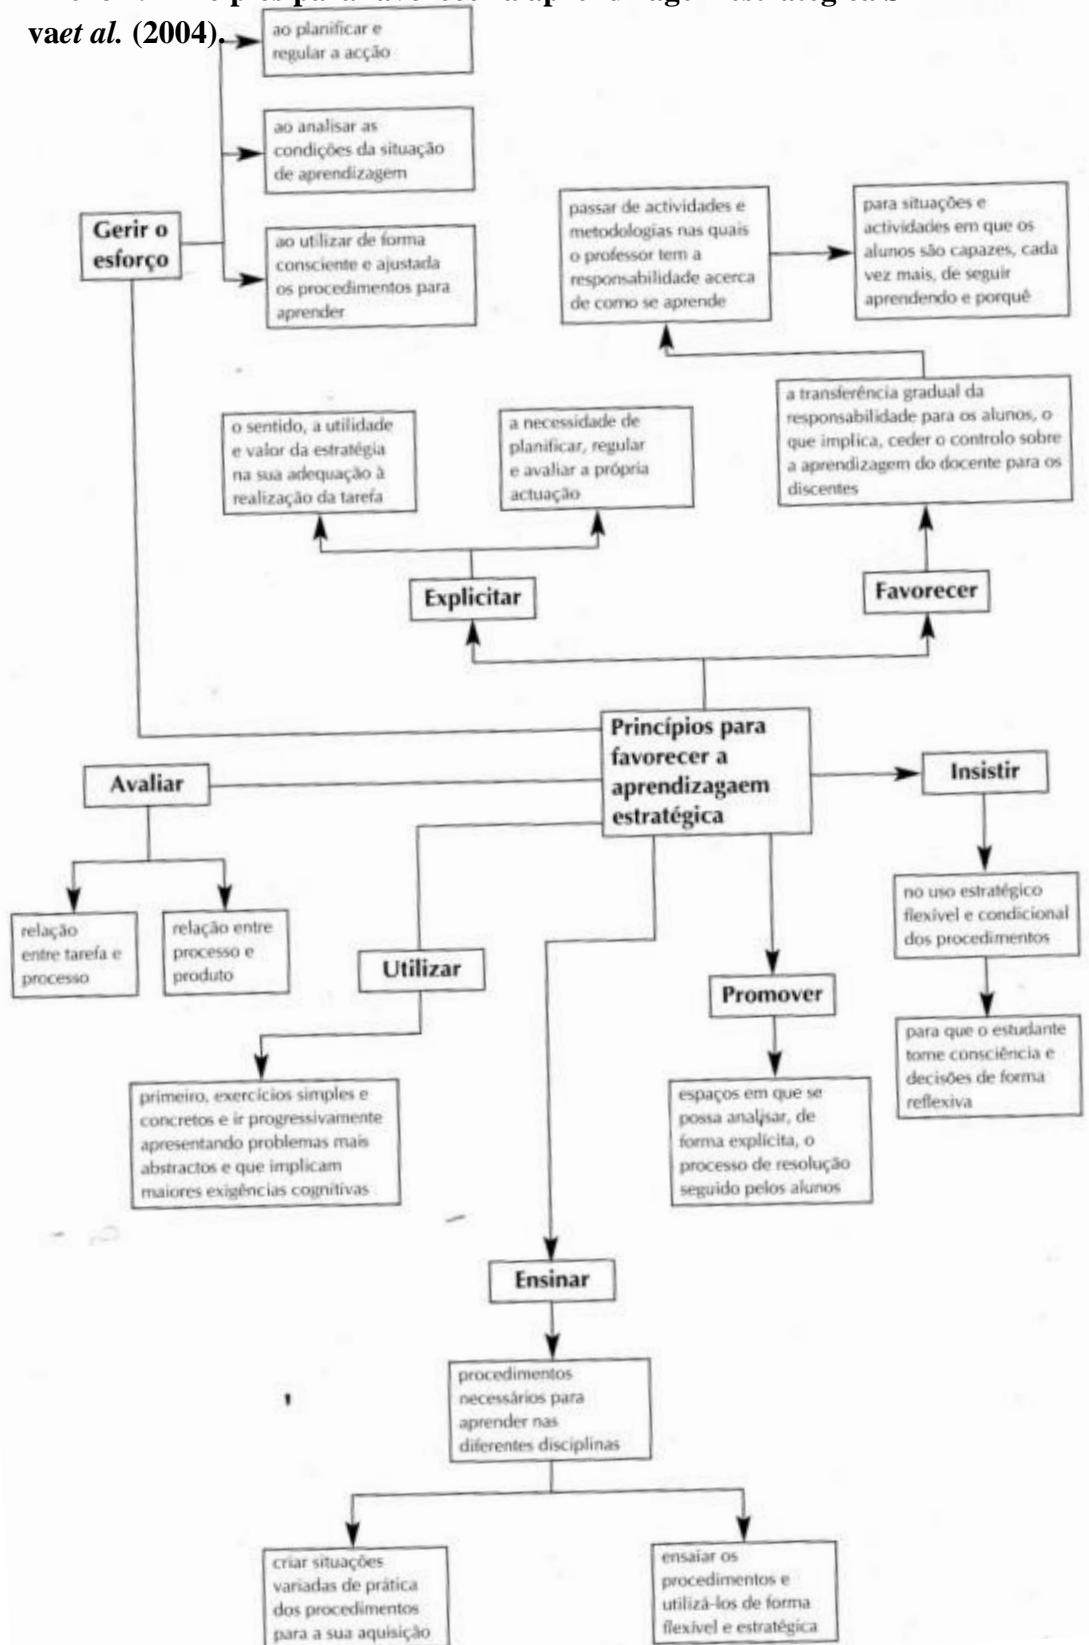 para favorecer a aprendizagem estratégica
va et al. (2004).
ao planificar e
regular a acção
ao analisar as
condições da situação
de aprendizagem
Gerir o
esforço
ao utilizar de forma
consciente e ajustada
os procedimentos para
aprender
passar de actividades e
metodologias nas quais
o professor tem a
responsabilidade acerca
de como se aprende
para situações e
actividades em que os
alunos são capazes, cada
vez mais, de seguir
aprendendo e porquê
o sentido, a utilidade
e valor da estratégia
na sua adequação à
realização da tarefa
a necessidade de
planificar, regular
e avaliar a própria
actuação
a transferência gradual da
responsabilidade para os alunos, o
que implica, ceder o controlo sobre
a aprendizagem do docente para os
discentes
Explicitar
Favorecer
Princípios para
favorecer a
aprendizagaem
estratégica
Avaliar
Insistir
relação
entre tarefa e
processo
relação entre
processo e
produto
Utilizar
Promover
no uso estratégico
flexível e condicional
dos procedimentos
para que o estudante
tome consciência e
decisões de forma
reflexiva
primeiro, exercícios simples e
concretos e ir progressivamente
apresentando problemas mais
abstractos e que implicam
maiores exigências cognitivas
espaços em que se
possa analisar, de
forma explícita, o
processo de resolução
seguido pelos alunos
Ensinar
procedimentos
necessários para
aprender nas
diferentes disciplinas
criar situações
variadas de prática
dos procedimentos
para a sua aquisição
ensaiar os
procedimentos e
utilizá-los de forma
flexível e estratégica